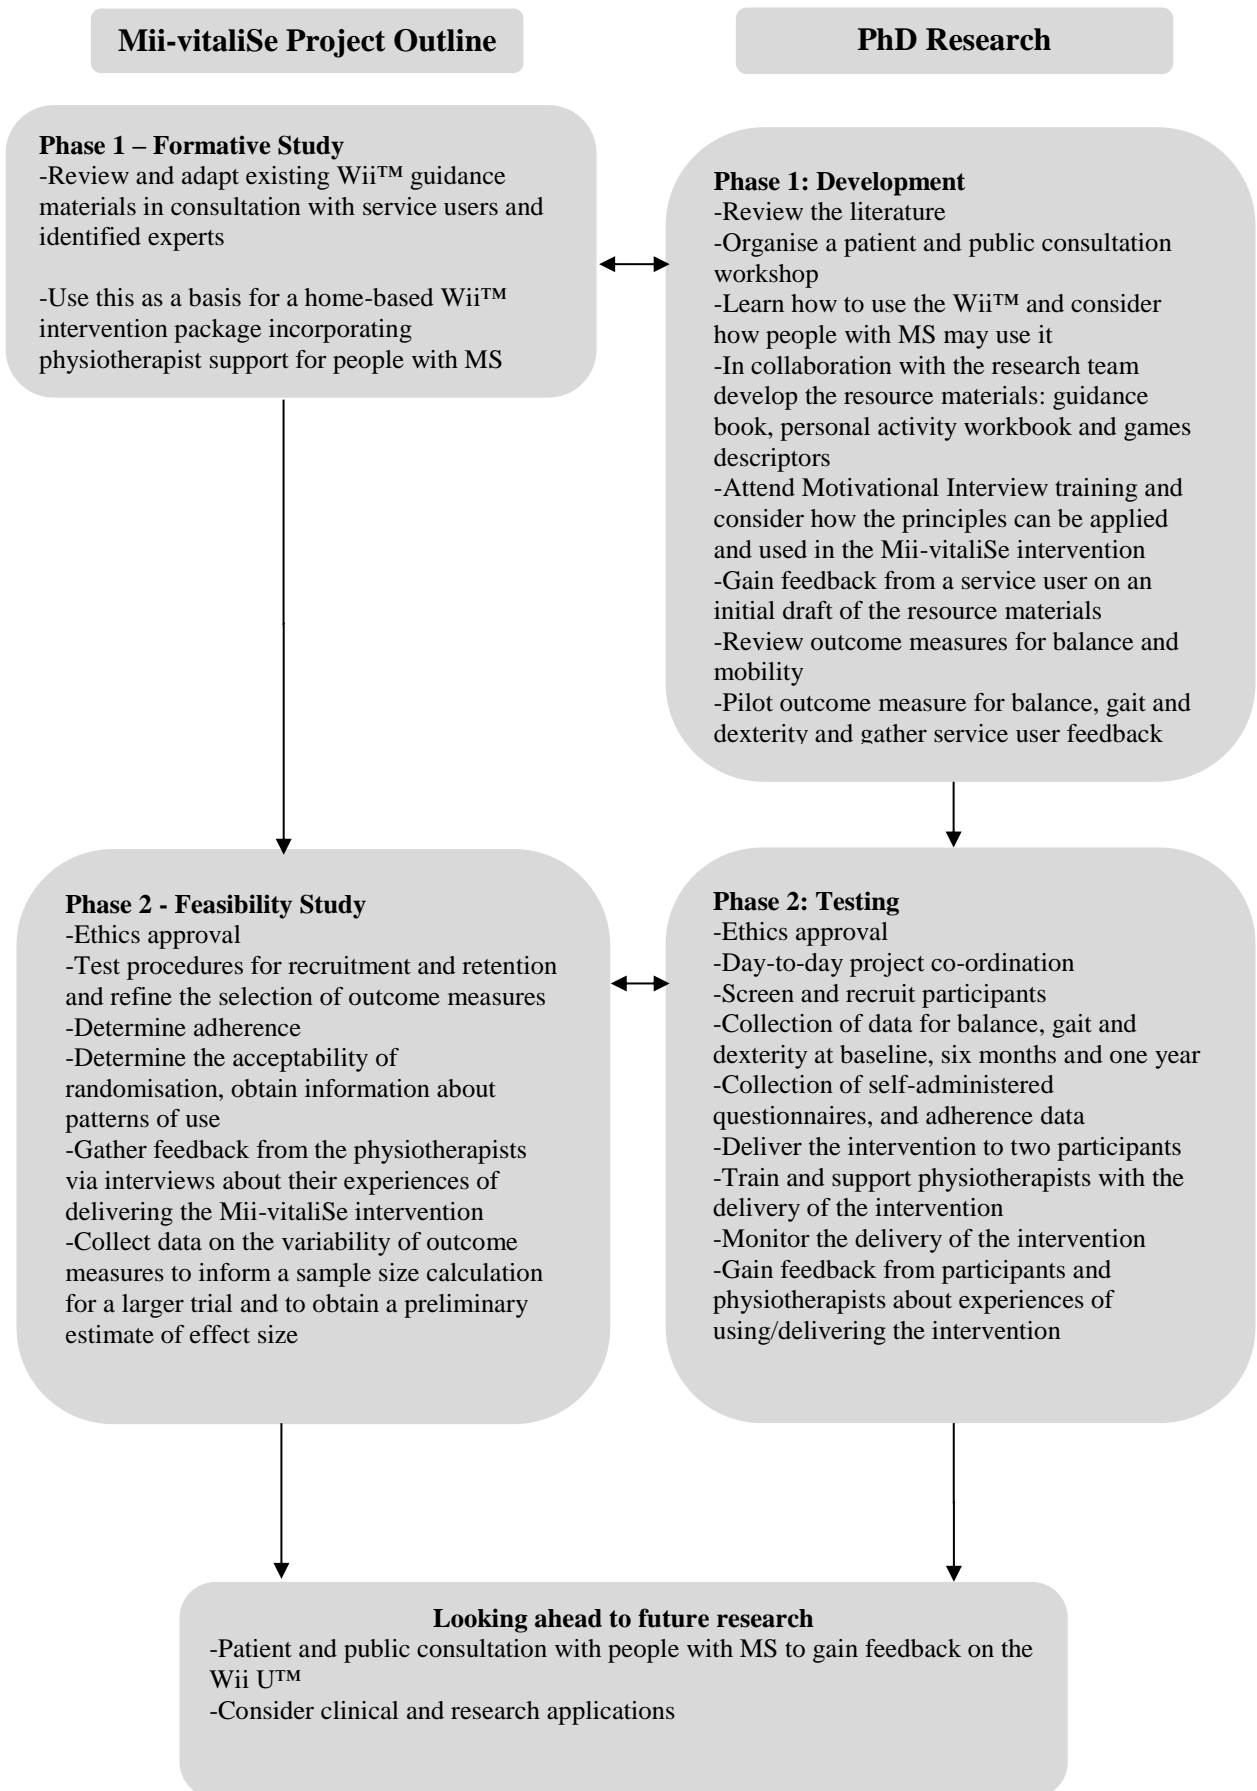 Mii-vitaliSe Project Outline
PhD Research
Phase 1 – Formative Study
-Review and adapt existing Wii™ guidance
materials in consultation with service users and
identified experts
-Use this as a basis for a home-based Wii™
intervention package incorporating
physiotherapist support for people with MS
Phase 1: Development
-Review the literature
-Organise a patient and public consultation
workshop
-Learn how to use the Wii™ and consider
how people with MS may use it
-In collaboration with the research team
develop the resource materials: guidance
book, personal activity workbook and games
descriptors
-Attend Motivational Interview training and
consider how the principles can be applied
and used in the Mii-vitaliSe intervention
-Gain feedback from a service user on an
initial draft of the resource materials
-Review outcome measures for balance and
mobility
-Pilot outcome measure for balance, gait and
dexterity and gather service user feedback
Phase 2 - Feasibility Study
-Ethics approval
-Test procedures for recruitment and retention
and refine the selection of outcome measures
-Determine adherence
-Determine the acceptability of
randomisation, obtain information about
patterns of use
-Gather feedback from the physiotherapists
via interviews about their experiences of
delivering the Mii-vitaliSe intervention
-Collect data on the variability of outcome
measures to inform a sample size calculation
for a larger trial and to obtain a preliminary
estimate of effect size
Phase 2: Testing
-Ethics approval
-Day-to-day project co-ordination
-Screen and recruit participants
-Collection of data for balance, gait and
dexterity at baseline, six months and one year
-Collection of self-administered
questionnaires, and adherence data
-Deliver the intervention to two participants
-Train and support physiotherapists with the
delivery of the intervention
-Monitor the delivery of the intervention
-Gain feedback from participants and
physiotherapists about experiences of
using/delivering the intervention
Looking ahead to future research
-Patient and public consultation with people with MS to gain feedback on the
Wii U™
-Consider clinical and research applications